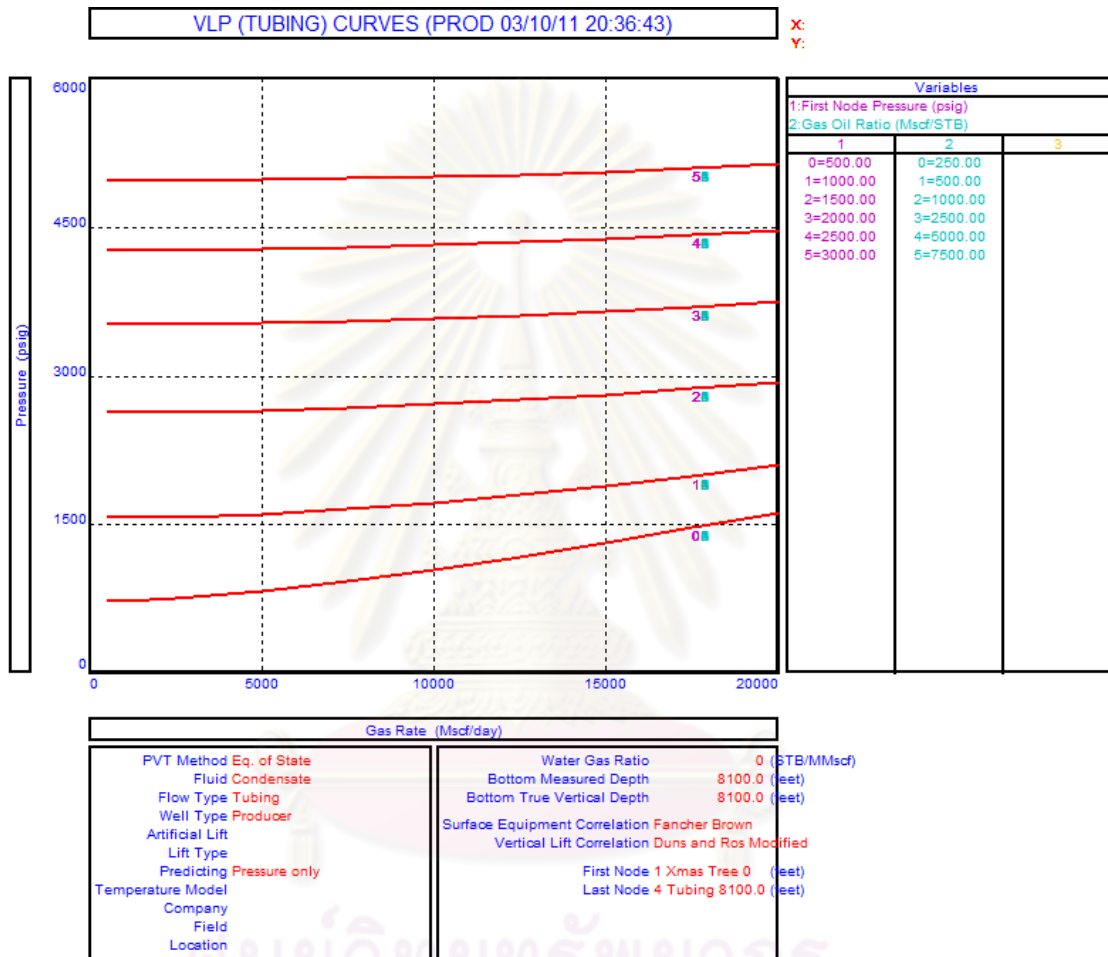 VLP (TUBING) CURVES (PROD 03/10/11 20:36:43)
X:
Y:
Pressure (psig)
6000
4500
3000
1500
0
5
4
3
2
1
0
0 5000 10000 15000 20000
Gas Rate (Mscf/day)
Variables
1:First Node Pressure (psig)
2:Gas Oil Ratio (Mscf/STB)
1 2 3
0=500.00 0=250.00
1=1000.00 1=500.00
2=1500.00 2=1000.00
3=2000.00 3=2500.00
4=2500.00 4=5000.00
5=3000.00 5=7500.00
PVT Method Eq. of State
Fluid Condensate
Flow Type Tubing
Well Type Producer
Artificial Lift
Lift Type
Predicting Pressure only
Temperature Model
Company
Field
Location
Water Gas Ratio 0 (STB/MMscf)
Bottom Measured Depth 8100.0 (feet)
Bottom True Vertical Depth 8100.0 (feet)
Surface Equipment Correlation Fancher Brown
Vertical Lift Correlation Duns and Ros Modified
First Node 1 Xmas Tree 0 (feet)
Last Node 4 Tubing 8100.0 (feet)